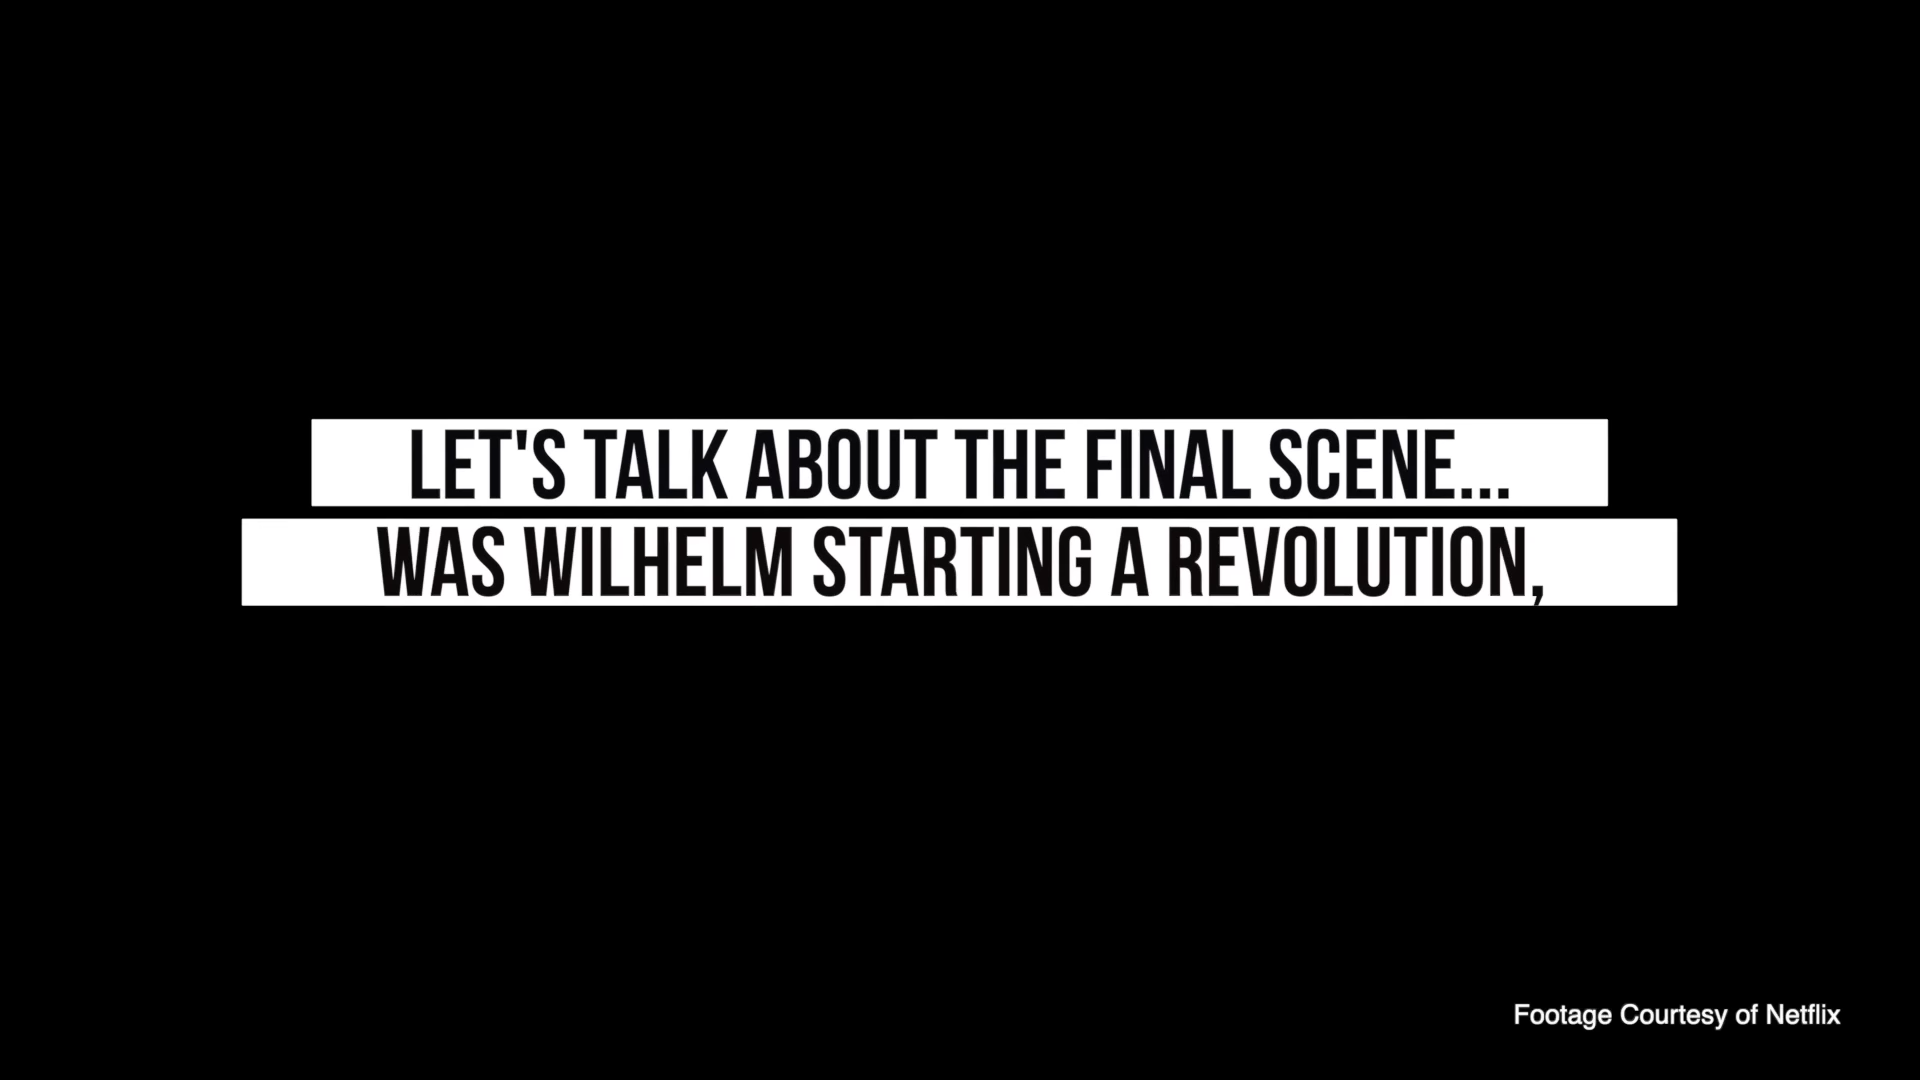 LET'S TALK ABOUT THE FINAL SCENE...
WAS WILHELM STARTING A REVOLUTION,
Footage Courtesy of Netflix